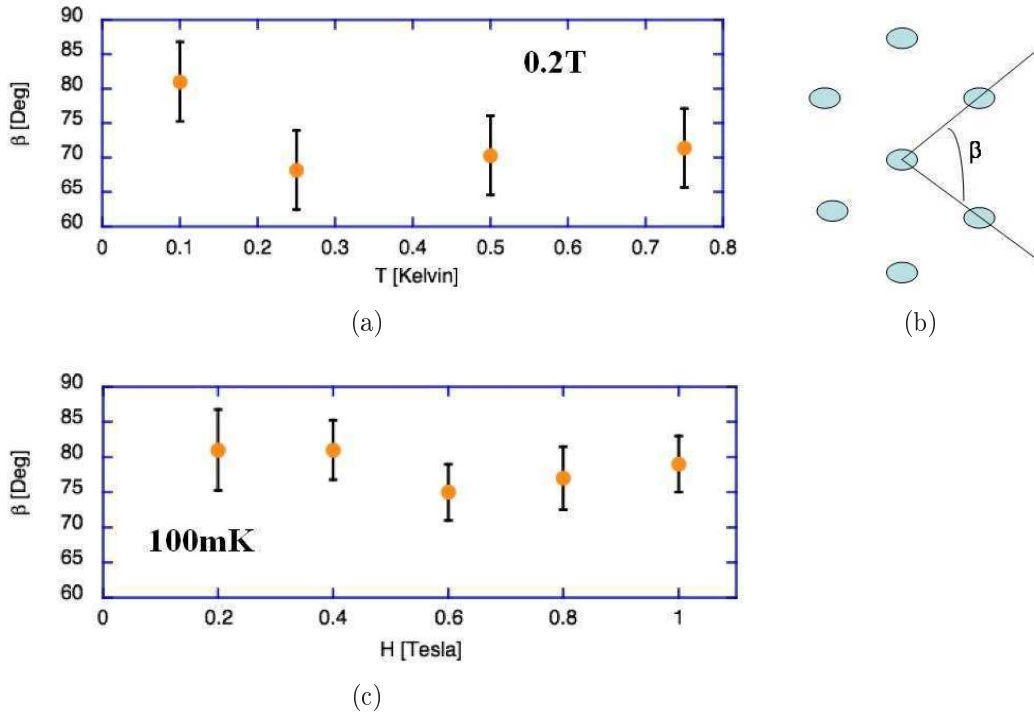 90
85
80
75
70
65
60
β [Deg]
0.2T
0 0.1 0.2 0.3 0.4 0.5 0.6 0.7 0.8
T [Kelvin]
(a)
β
(b)
90
85
80
75
70
65
60
β [Deg]
100mK
0 0.2 0.4 0.6 0.8 1
H [Tesla]
(c)